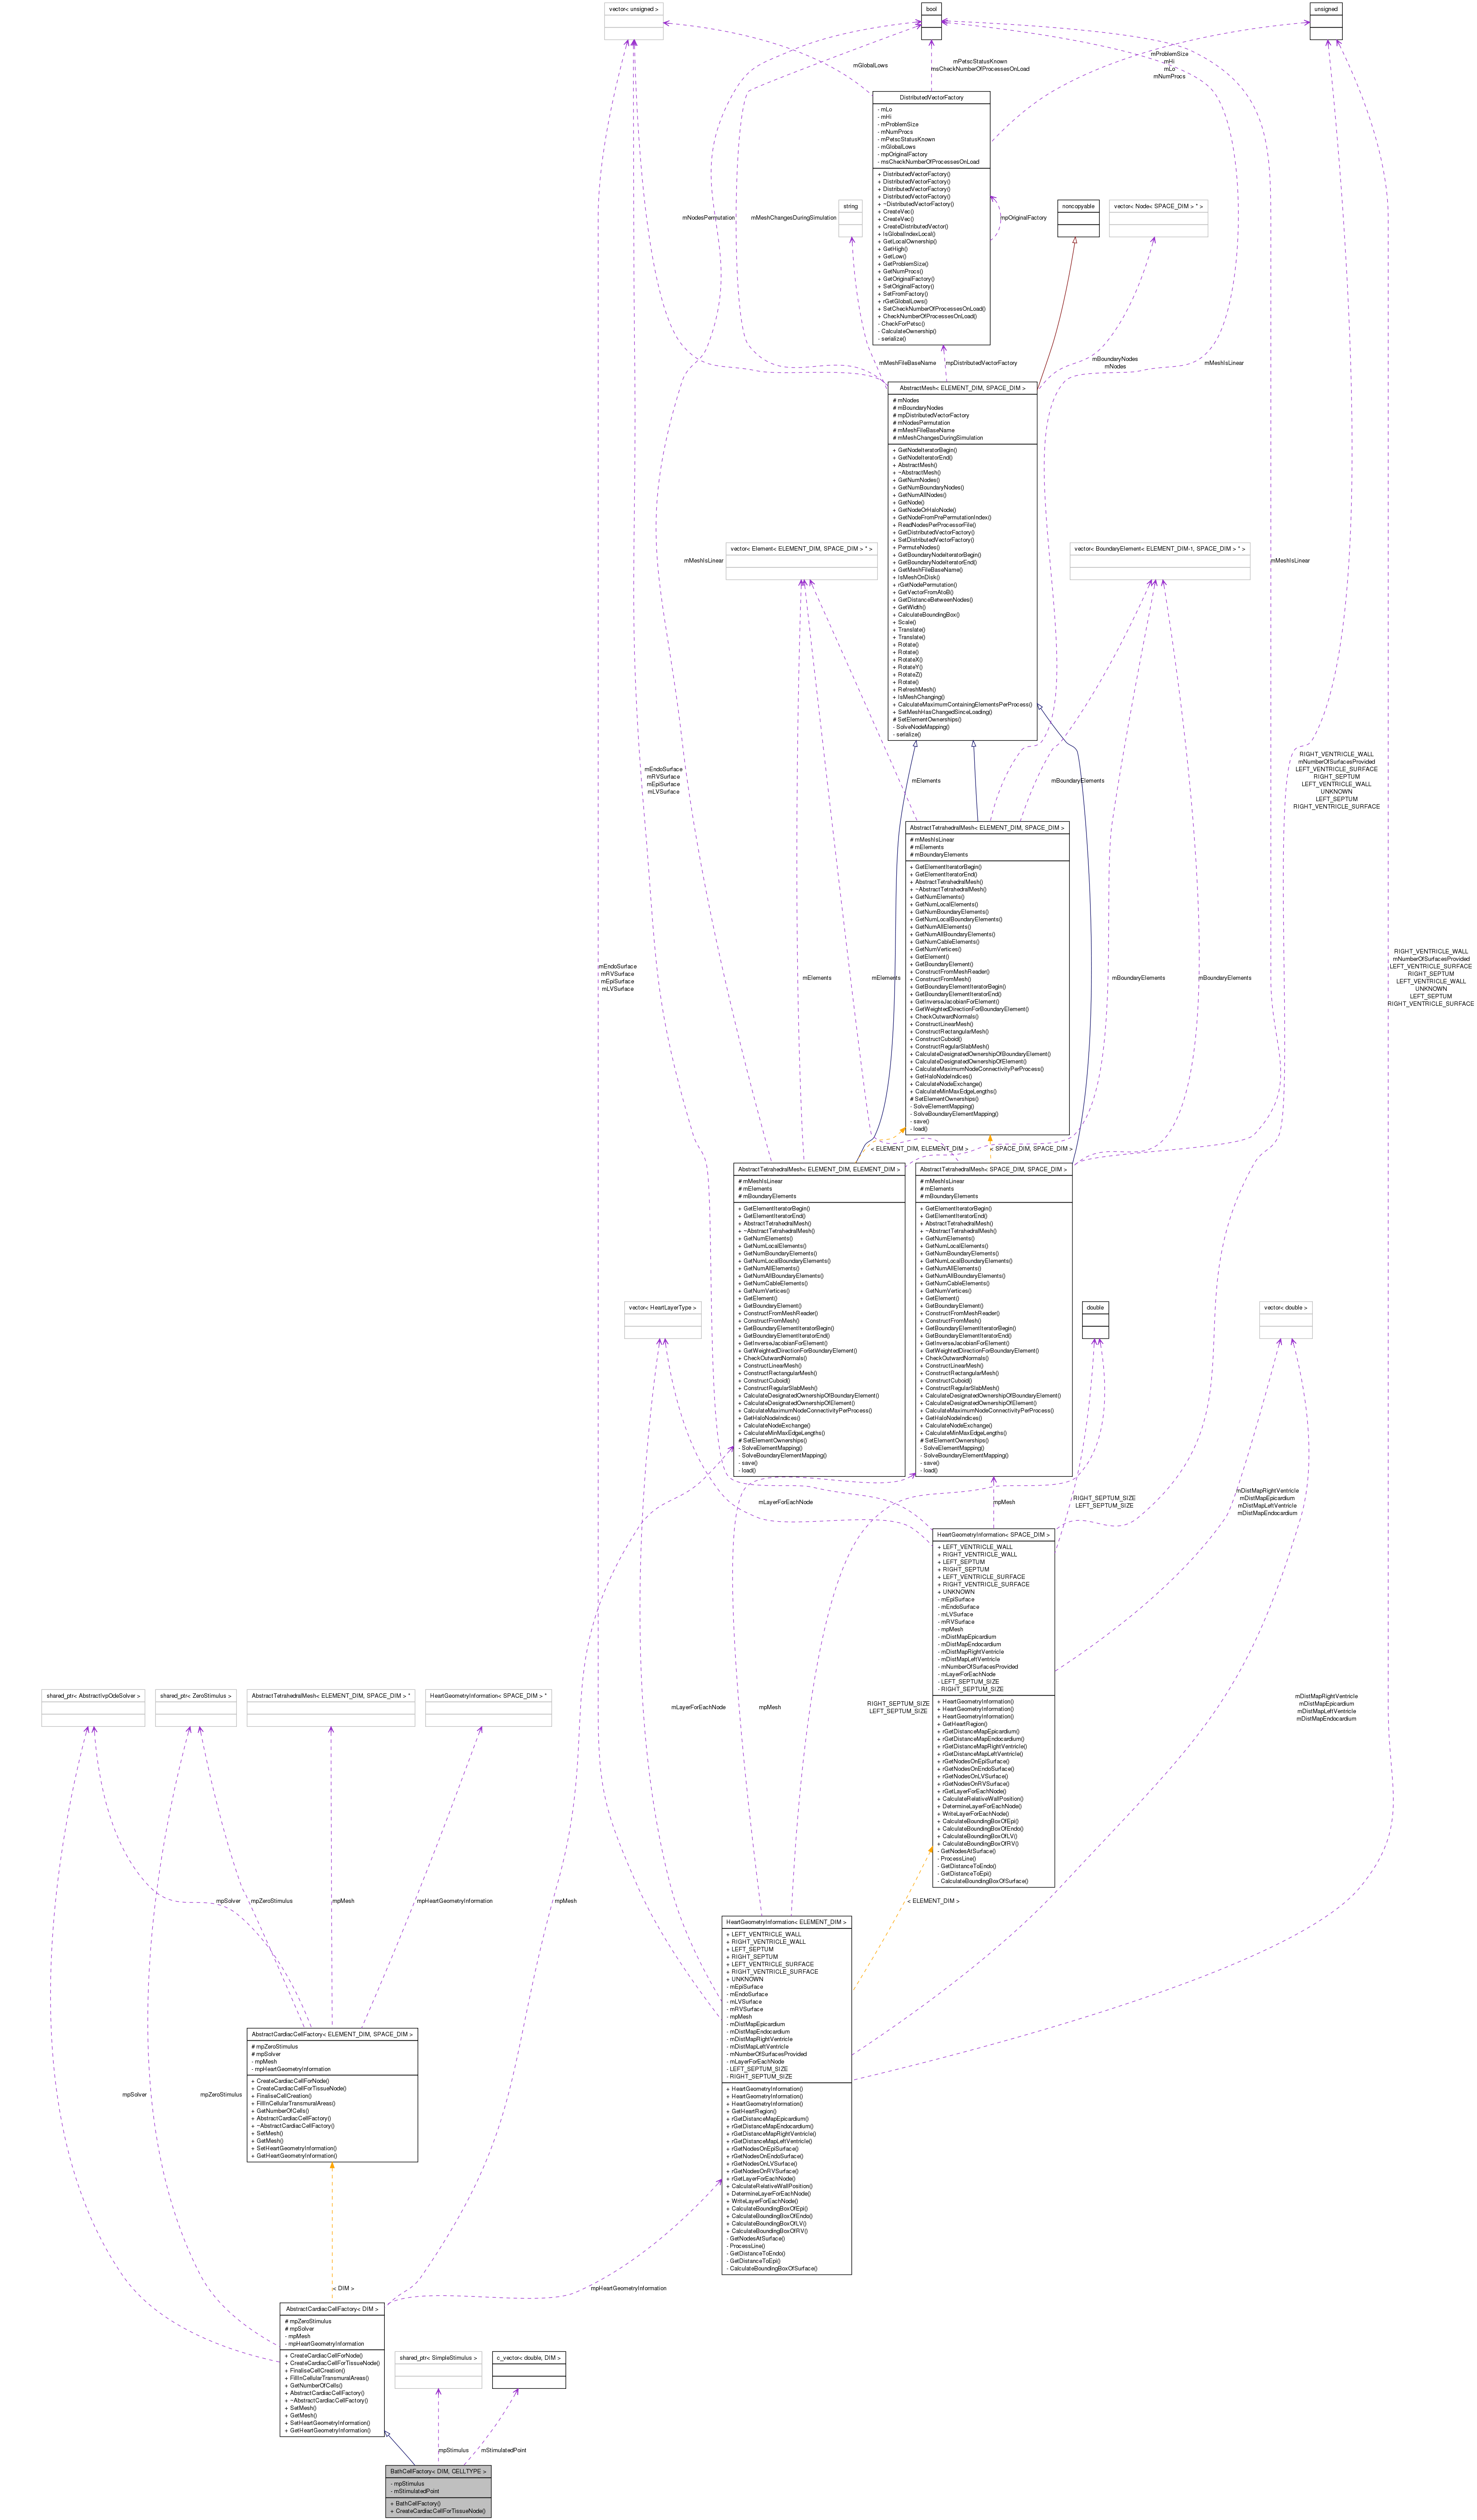 vector< unsigned >
bool
unsigned
mGlobalLows
mPetscStatusKnown
msCheckNumberOfProcessesOnLoad
mProblemSize
mHi
mLo
mNumProcs
DistributedVectorFactory
- mLo
- mHi
- mProblemSize
- mNumProcs
- mPetscStatusKnown
- mGlobalLows
- mpOriginalFactory
- msCheckNumberOfProcessesOnLoad
+ DistributedVectorFactory()
+ DistributedVectorFactory()
+ DistributedVectorFactory()
+ DistributedVectorFactory()
+ ~DistributedVectorFactory()
+ CreateVec()
+ CreateVec()
+ CreateDistributedVector()
+ IsGlobalIndexLocal()
+ GetLocalOwnership()
+ GetHigh()
+ GetLow()
+ GetProblemSize()
+ GetNumProcs()
+ GetOriginalFactory()
+ SetOriginalFactory()
+ SetFromFactory()
+ rGetGlobalLows()
+ SetCheckNumberOfProcessesOnLoad()
+ CheckNumberOfProcessesOnLoad()
- CheckForPetsc()
- CalculateOwnership()
- serialize()
string
noncopyable
vector< Node< SPACE_DIM > * >
mNodesPermutation
mMeshChangesDuringSimulation
mpOriginalFactory
mMeshFileBaseName
mpDistributedVectorFactory
mBoundaryNodes
mNodes
mMeshIsLinear
AbstractMesh< ELEMENT_DIM, SPACE_DIM >
# mNodes
# mBoundaryNodes
# mpDistributedVectorFactory
# mNodesPermutation
# mMeshFileBaseName
# mMeshChangesDuringSimulation
+ GetNodeIteratorBegin()
+ GetNodeIteratorEnd()
+ AbstractMesh()
+ ~AbstractMesh()
+ GetNumNodes()
+ GetNumBoundaryNodes()
+ GetNumAllNodes()
+ GetNode()
+ GetNodeOrHaloNode()
+ GetNodeFromPrePermutationIndex()
+ ReadNodesPerProcessorFile()
+ GetDistributedVectorFactory()
+ SetDistributedVectorFactory()
+ PermuteNodes()
+ GetBoundaryNodeIteratorBegin()
+ GetBoundaryNodeIteratorEnd()
+ GetMeshFileBaseName()
+ IsMeshOnDisk()
+ rGetNodePermutation()
+ GetVectorFromAtoB()
+ GetDistanceBetweenNodes()
+ GetWidth()
+ CalculateBoundingBox()
+ Scale()
+ Translate()
+ Translate()
+ Rotate()
+ Rotate()
+ RotateX()
+ RotateY()
+ RotateZ()
+ Rotate()
+ RefreshMesh()
+ IsMeshChanging()
+ CalculateMaximumContainingElementsPerProcess()
+ SetMeshHasChangedSinceLoading()
# SetElementOwnerships()
- SolveNodeMapping()
- serialize()
vector< Element< ELEMENT_DIM, SPACE_DIM > * >
vector< BoundaryElement< ELEMENT_DIM-1, SPACE_DIM > * >
mMeshIsLinear
mMeshIsLinear
mEndoSurface
mRVSurface
mEpiSurface
mLVSurface
mElements
mBoundaryElements
RIGHT_VENTRICLE_WALL
mNumberOfSurfacesProvided
LEFT_VENTRICLE_SURFACE
RIGHT_SEPTUM
LEFT_VENTRICLE_WALL
UNKNOWN
LEFT_SEPTUM
RIGHT_VENTRICLE_SURFACE
AbstractTetrahedralMesh< ELEMENT_DIM, SPACE_DIM >
# mMeshIsLinear
# mElements
# mBoundaryElements
+ GetElementIteratorBegin()
+ GetElementIteratorEnd()
+ AbstractTetrahedralMesh()
+ ~AbstractTetrahedralMesh()
+ GetNumElements()
+ GetNumLocalElements()
+ GetNumBoundaryElements()
+ GetNumLocalBoundaryElements()
+ GetNumAllElements()
+ GetNumAllBoundaryElements()
+ GetNumCableElements()
+ GetNumVertices()
+ GetElement()
+ GetBoundaryElement()
+ ConstructFromMeshReader()
+ ConstructFromMesh()
+ GetBoundaryElementIteratorBegin()
+ GetBoundaryElementIteratorEnd()
+ GetInverseJacobianForElement()
+ GetWeightedDirectionForBoundaryElement()
+ CheckOutwardNormals()
+ ConstructLinearMesh()
+ ConstructRectangularMesh()
+ ConstructCuboid()
+ ConstructRegularSlabMesh()
+ CalculateDesignatedOwnershipOfBoundaryElement()
+ CalculateDesignatedOwnershipOfElement()
+ CalculateMaximumNodeConnectivityPerProcess()
+ GetHaloNodeIndices()
+ CalculateNodeExchange()
+ CalculateMinMaxEdgeLengths()
# SetElementOwnerships()
- SolveElementMapping()
- SolveBoundaryElementMapping()
- save()
- load()
mEndoSurface
mRVSurface
mEpiSurface
mLVSurface
mElements
mElements
mBoundaryElements
mBoundaryElements
RIGHT_VENTRICLE_WALL
mNumberOfSurfacesProvided
LEFT_VENTRICLE_SURFACE
RIGHT_SEPTUM
LEFT_VENTRICLE_WALL
UNKNOWN
LEFT_SEPTUM
RIGHT_VENTRICLE_SURFACE
< ELEMENT_DIM, ELEMENT_DIM >
< SPACE_DIM, SPACE_DIM >
AbstractTetrahedralMesh< ELEMENT_DIM, ELEMENT_DIM >
# mMeshIsLinear
# mElements
# mBoundaryElements
+ GetElementIteratorBegin()
+ GetElementIteratorEnd()
+ AbstractTetrahedralMesh()
+ ~AbstractTetrahedralMesh()
+ GetNumElements()
+ GetNumLocalElements()
+ GetNumBoundaryElements()
+ GetNumLocalBoundaryElements()
+ GetNumAllElements()
+ GetNumAllBoundaryElements()
+ GetNumCableElements()
+ GetNumVertices()
+ GetElement()
+ GetBoundaryElement()
+ ConstructFromMeshReader()
+ ConstructFromMesh()
+ GetBoundaryElementIteratorBegin()
+ GetBoundaryElementIteratorEnd()
+ GetInverseJacobianForElement()
+ GetWeightedDirectionForBoundaryElement()
+ CheckOutwardNormals()
+ ConstructLinearMesh()
+ ConstructRectangularMesh()
+ ConstructCuboid()
+ ConstructRegularSlabMesh()
+ CalculateDesignatedOwnershipOfBoundaryElement()
+ CalculateDesignatedOwnershipOfElement()
+ CalculateMaximumNodeConnectivityPerProcess()
+ GetHaloNodeIndices()
+ CalculateNodeExchange()
+ CalculateMinMaxEdgeLengths()
# SetElementOwnerships()
- SolveElementMapping()
- SolveBoundaryElementMapping()
- save()
- load()
AbstractTetrahedralMesh< SPACE_DIM, SPACE_DIM >
# mMeshIsLinear
# mElements
# mBoundaryElements
+ GetElementIteratorBegin()
+ GetElementIteratorEnd()
+ AbstractTetrahedralMesh()
+ ~AbstractTetrahedralMesh()
+ GetNumElements()
+ GetNumLocalElements()
+ GetNumBoundaryElements()
+ GetNumLocalBoundaryElements()
+ GetNumAllElements()
+ GetNumAllBoundaryElements()
+ GetNumCableElements()
+ GetNumVertices()
+ GetElement()
+ GetBoundaryElement()
+ ConstructFromMeshReader()
+ ConstructFromMesh()
+ GetBoundaryElementIteratorBegin()
+ GetBoundaryElementIteratorEnd()
+ GetInverseJacobianForElement()
+ GetWeightedDirectionForBoundaryElement()
+ CheckOutwardNormals()
+ ConstructLinearMesh()
+ ConstructRectangularMesh()
+ ConstructCuboid()
+ ConstructRegularSlabMesh()
+ CalculateDesignatedOwnershipOfBoundaryElement()
+ CalculateDesignatedOwnershipOfElement()
+ CalculateMaximumNodeConnectivityPerProcess()
+ GetHaloNodeIndices()
+ CalculateNodeExchange()
+ CalculateMinMaxEdgeLengths()
# SetElementOwnerships()
- SolveElementMapping()
- SolveBoundaryElementMapping()
- save()
- load()
vector< HeartLayerType >
double
vector< double >
mLayerForEachNode
mpMesh
RIGHT_SEPTUM_SIZE
LEFT_SEPTUM_SIZE
mDistMapRightVentricle
mDistMapEpicardium
mDistMapLeftVentricle
mDistMapEndocardium
HeartGeometryInformation< SPACE_DIM >
+ LEFT_VENTRICLE_WALL
+ RIGHT_VENTRICLE_WALL
+ LEFT_SEPTUM
+ RIGHT_SEPTUM
+ LEFT_VENTRICLE_SURFACE
+ RIGHT_VENTRICLE_SURFACE
+ UNKNOWN
- mEpiSurface
- mEndoSurface
- mLVSurface
- mRVSurface
- mpMesh
- mDistMapEpicardium
- mDistMapEndocardium
- mDistMapRightVentricle
- mDistMapLeftVentricle
- mNumberOfSurfacesProvided
- mLayerForEachNode
- LEFT_SEPTUM_SIZE
- RIGHT_SEPTUM_SIZE
+ HeartGeometryInformation()
+ HeartGeometryInformation()
+ HeartGeometryInformation()
+ GetHeartRegion()
+ rGetDistanceMapEpicardium()
+ rGetDistanceMapEndocardium()
+ rGetDistanceMapRightVentricle()
+ rGetDistanceMapLeftVentricle()
+ rGetNodesOnEpiSurface()
+ rGetNodesOnEndoSurface()
+ rGetNodesOnLVSurface()
+ rGetNodesOnRVSurface()
+ rGetLayerForEachNode()
+ CalculateRelativeWallPosition()
+ DetermineLayerForEachNode()
+ WriteLayerForEachNode()
+ CalculateBoundingBoxOfEpi()
+ CalculateBoundingBoxOfEndo()
+ CalculateBoundingBoxOfLV()
+ CalculateBoundingBoxOfRV()
- GetNodesAtSurface()
- ProcessLine()
- GetDistanceToEndo()
- GetDistanceToEpi()
- CalculateBoundingBoxOfSurface()
shared_ptr< AbstractIvpOdeSolver >
shared_ptr< ZeroStimulus >
AbstractTetrahedralMesh< ELEMENT_DIM, SPACE_DIM > *
HeartGeometryInformation< SPACE_DIM > *
mLayerForEachNode
mpMesh
RIGHT_SEPTUM_SIZE
LEFT_SEPTUM_SIZE
mDistMapRightVentricle
mDistMapEpicardium
mDistMapLeftVentricle
mDistMapEndocardium
mpSolver
mpZeroStimulus
mpMesh
mpHeartGeometryInformation
mpMesh
< ELEMENT_DIM >
HeartGeometryInformation< ELEMENT_DIM >
+ LEFT_VENTRICLE_WALL
+ RIGHT_VENTRICLE_WALL
+ LEFT_SEPTUM
+ RIGHT_SEPTUM
+ LEFT_VENTRICLE_SURFACE
+ RIGHT_VENTRICLE_SURFACE
+ UNKNOWN
- mEpiSurface
- mEndoSurface
- mLVSurface
- mRVSurface
- mpMesh
- mDistMapEpicardium
- mDistMapEndocardium
- mDistMapRightVentricle
- mDistMapLeftVentricle
- mNumberOfSurfacesProvided
- mLayerForEachNode
- LEFT_SEPTUM_SIZE
- RIGHT_SEPTUM_SIZE
+ HeartGeometryInformation()
+ HeartGeometryInformation()
+ HeartGeometryInformation()
+ GetHeartRegion()
+ rGetDistanceMapEpicardium()
+ rGetDistanceMapEndocardium()
+ rGetDistanceMapRightVentricle()
+ rGetDistanceMapLeftVentricle()
+ rGetNodesOnEpiSurface()
+ rGetNodesOnEndoSurface()
+ rGetNodesOnLVSurface()
+ rGetNodesOnRVSurface()
+ rGetLayerForEachNode()
+ CalculateRelativeWallPosition()
+ DetermineLayerForEachNode()
+ WriteLayerForEachNode()
+ CalculateBoundingBoxOfEpi()
+ CalculateBoundingBoxOfEndo()
+ CalculateBoundingBoxOfLV()
+ CalculateBoundingBoxOfRV()
- GetNodesAtSurface()
- ProcessLine()
- GetDistanceToEndo()
- GetDistanceToEpi()
- CalculateBoundingBoxOfSurface()
AbstractCardiacCellFactory< ELEMENT_DIM, SPACE_DIM >
# mpZeroStimulus
# mpSolver
- mpMesh
- mpHeartGeometryInformation
+ CreateCardiacCellForNode()
+ CreateCardiacCellForTissueNode()
+ FinaliseCellCreation()
+ FillInCellularTransmuralAreas()
+ GetNumberOfCells()
+ AbstractCardiacCellFactory()
+ ~AbstractCardiacCellFactory()
+ SetMesh()
+ GetMesh()
+ SetHeartGeometryInformation()
+ GetHeartGeometryInformation()
mpSolver
mpZeroStimulus
< DIM >
mpHeartGeometryInformation
AbstractCardiacCellFactory< DIM >
# mpZeroStimulus
# mpSolver
- mpMesh
- mpHeartGeometryInformation
+ CreateCardiacCellForNode()
+ CreateCardiacCellForTissueNode()
+ FinaliseCellCreation()
+ FillInCellularTransmuralAreas()
+ GetNumberOfCells()
+ AbstractCardiacCellFactory()
+ ~AbstractCardiacCellFactory()
+ SetMesh()
+ GetMesh()
+ SetHeartGeometryInformation()
+ GetHeartGeometryInformation()
shared_ptr< SimpleStimulus >
c_vector< double, DIM >
mpStimulus
mStimulatedPoint
BathCellFactory< DIM, CELLTYPE >
- mpStimulus
- mStimulatedPoint
+ BathCellFactory()
+ CreateCardiacCellForTissueNode()